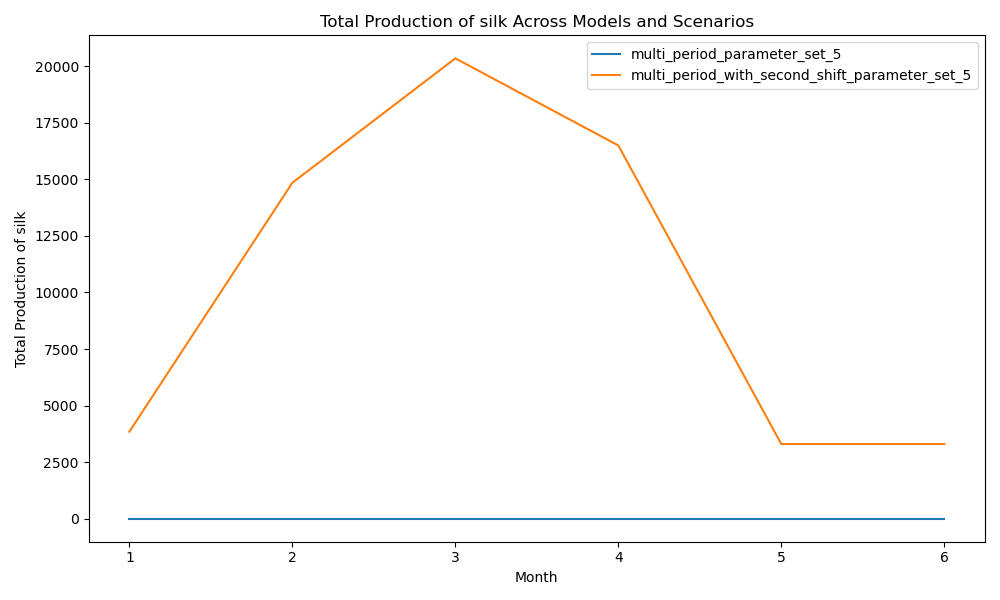 Total Production of silk Across Models and Scenarios
multi_period_parameter_set_5
multi_period_with_second_shift_parameter_set_5
Total Production of silk
20000
17500
15000
12500
10000
7500
5000
2500
0
1 2 3 4 5 6
Month